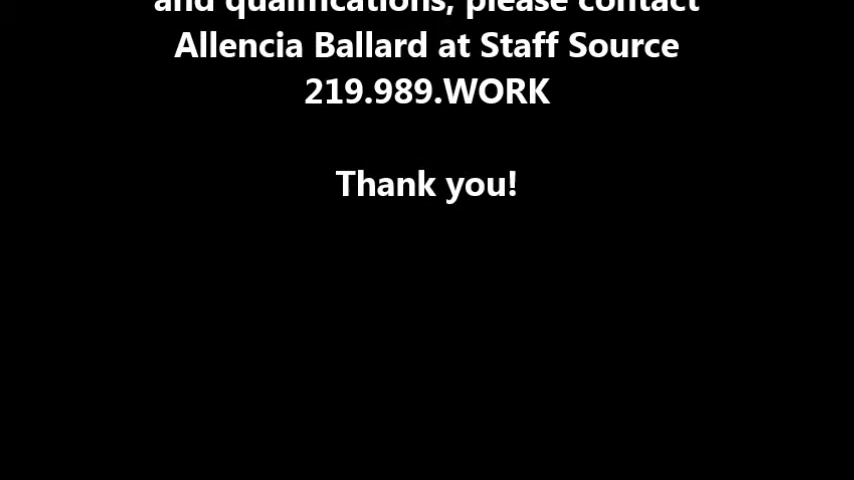 and qualifications, please contact
Allencia Ballard at Staff Source
219.989.WORK
Thank you!